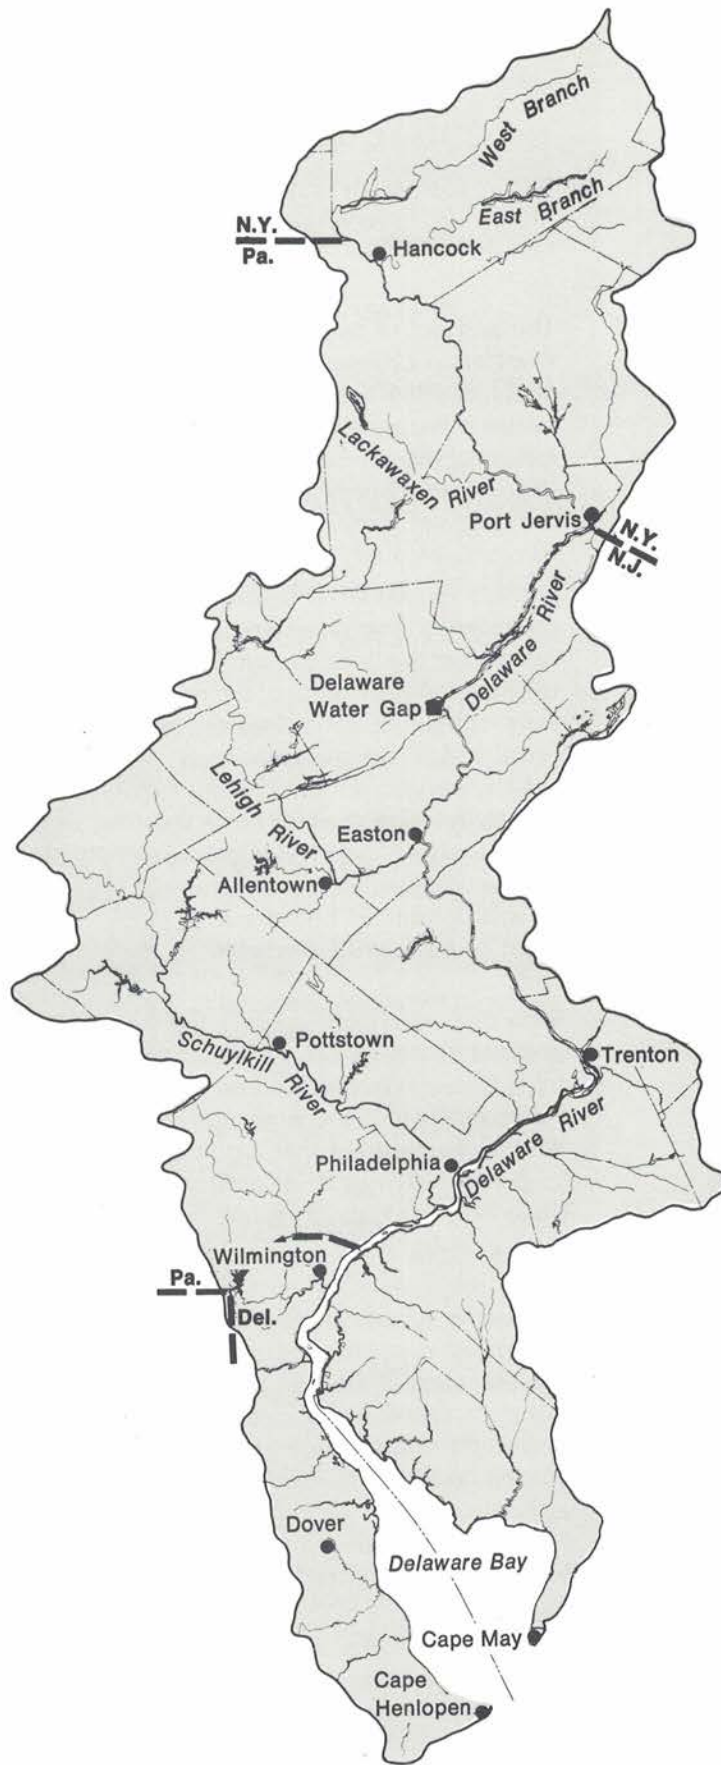 West Branch
East Branch
N.Y.
Pa.
Hancock
Lackawaxen River
Port Jervis
N.Y.
N.J.
Delaware River
Delaware
Water Gap
Lehigh River
Easton
Allentown
Pottstown
Schuylkill River
Trenton
Philadelphia
Delaware River
Wilmington
Pa.
Del.
Dover
Delaware Bay
Cape May
Cape
Henlopen